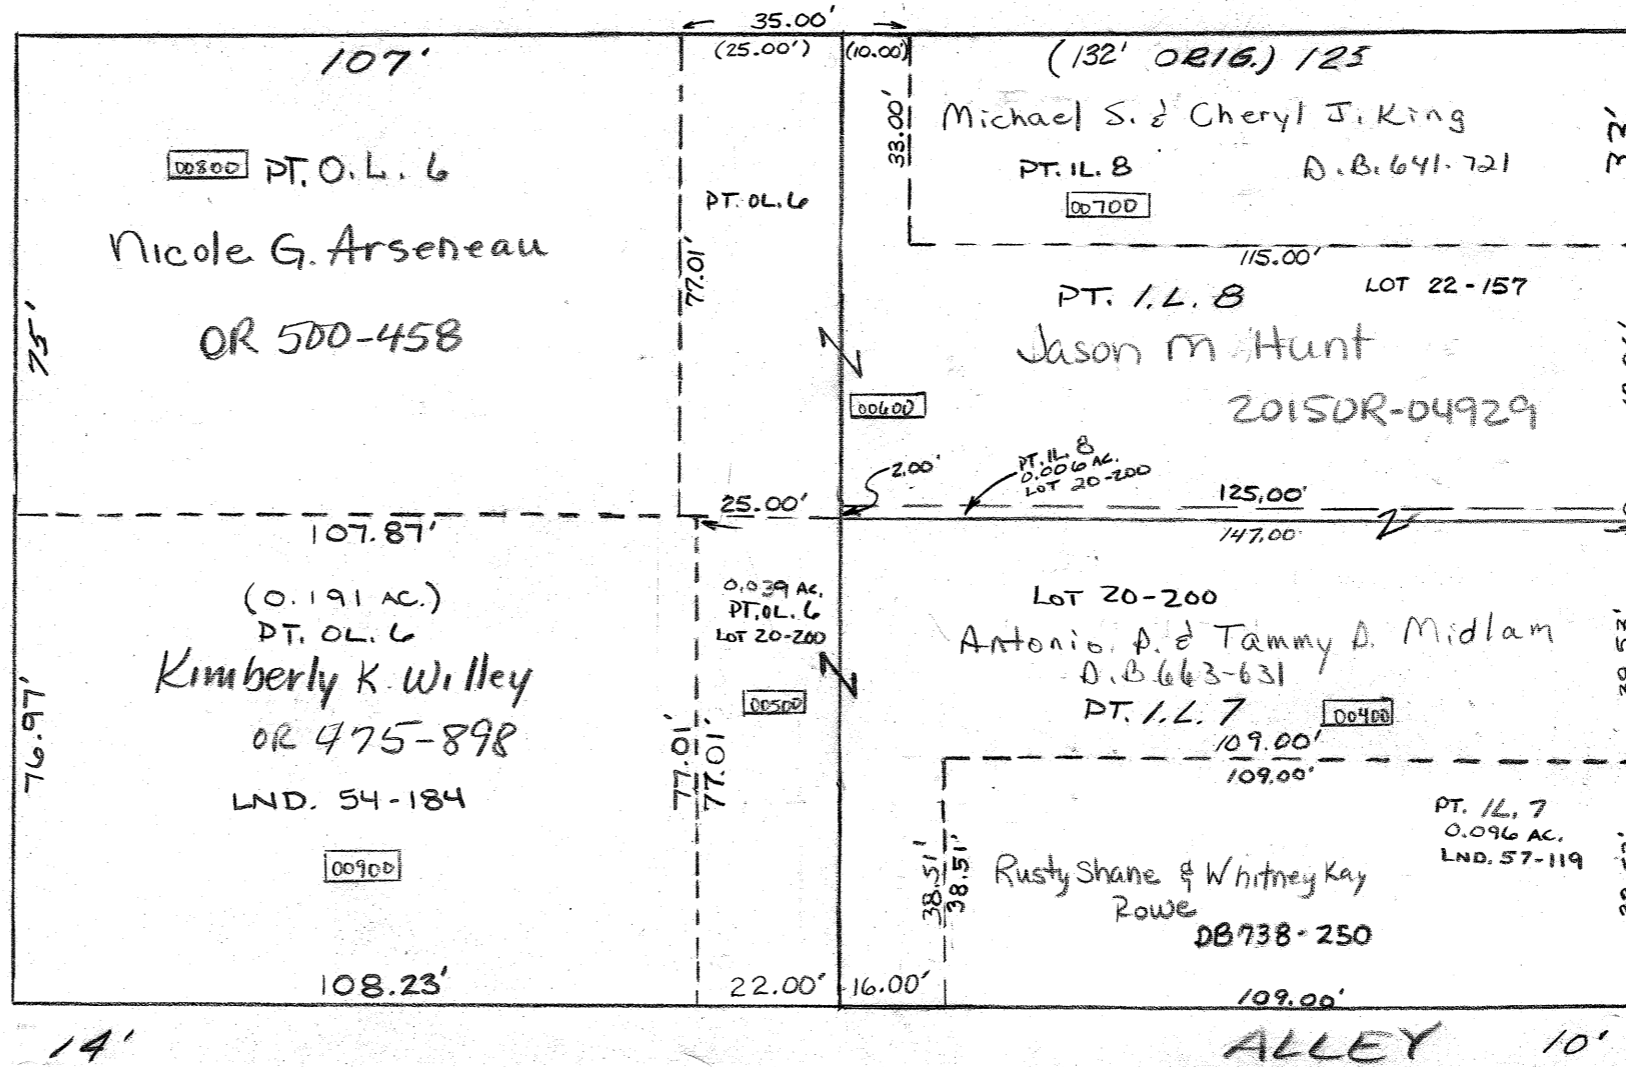 35.00'
107'
(25.00')
(10.00')
(132' ORIG.) 125
33.00'
Michael S. & Cheryl J. King
33'
00800 PT. O.L. 6
PT. IL. 8
D.B. 641-721
PT. OL. 6
00700
Nicole G. Arseneau
77.01'
115.00'
PT. I.L. 8
LOT 22-157
75'
OR 500-458
Jason M Hunt
00600
2015OR-04929
2.00'
PT. IL. 8
0.006 AC.
LOT 20-200
25.00'
125.00'
107.87'
147.00
(0.191 AC.)
PT. OL. 6
0.039 AC.
PT. OL. 6
LOT 20-200
LOT 20-200
Kimberly K. Willey
Antonio D. & Tammy D. Midlam
D.B 663-631
OR 475-898
00500
PT. I.L. 7
00400
76.97'
77.01'
77.01'
109.00'
109.00'
LND. 54-184
PT. IL. 7
0.096 AC.
LND. 57-119
00900
38.51'
38.51'
Rusty Shane & Whitney Kay
Rowe
DB738-250
108.23'
22.00'
16.00'
109.00'
14'
ALLEY
10'